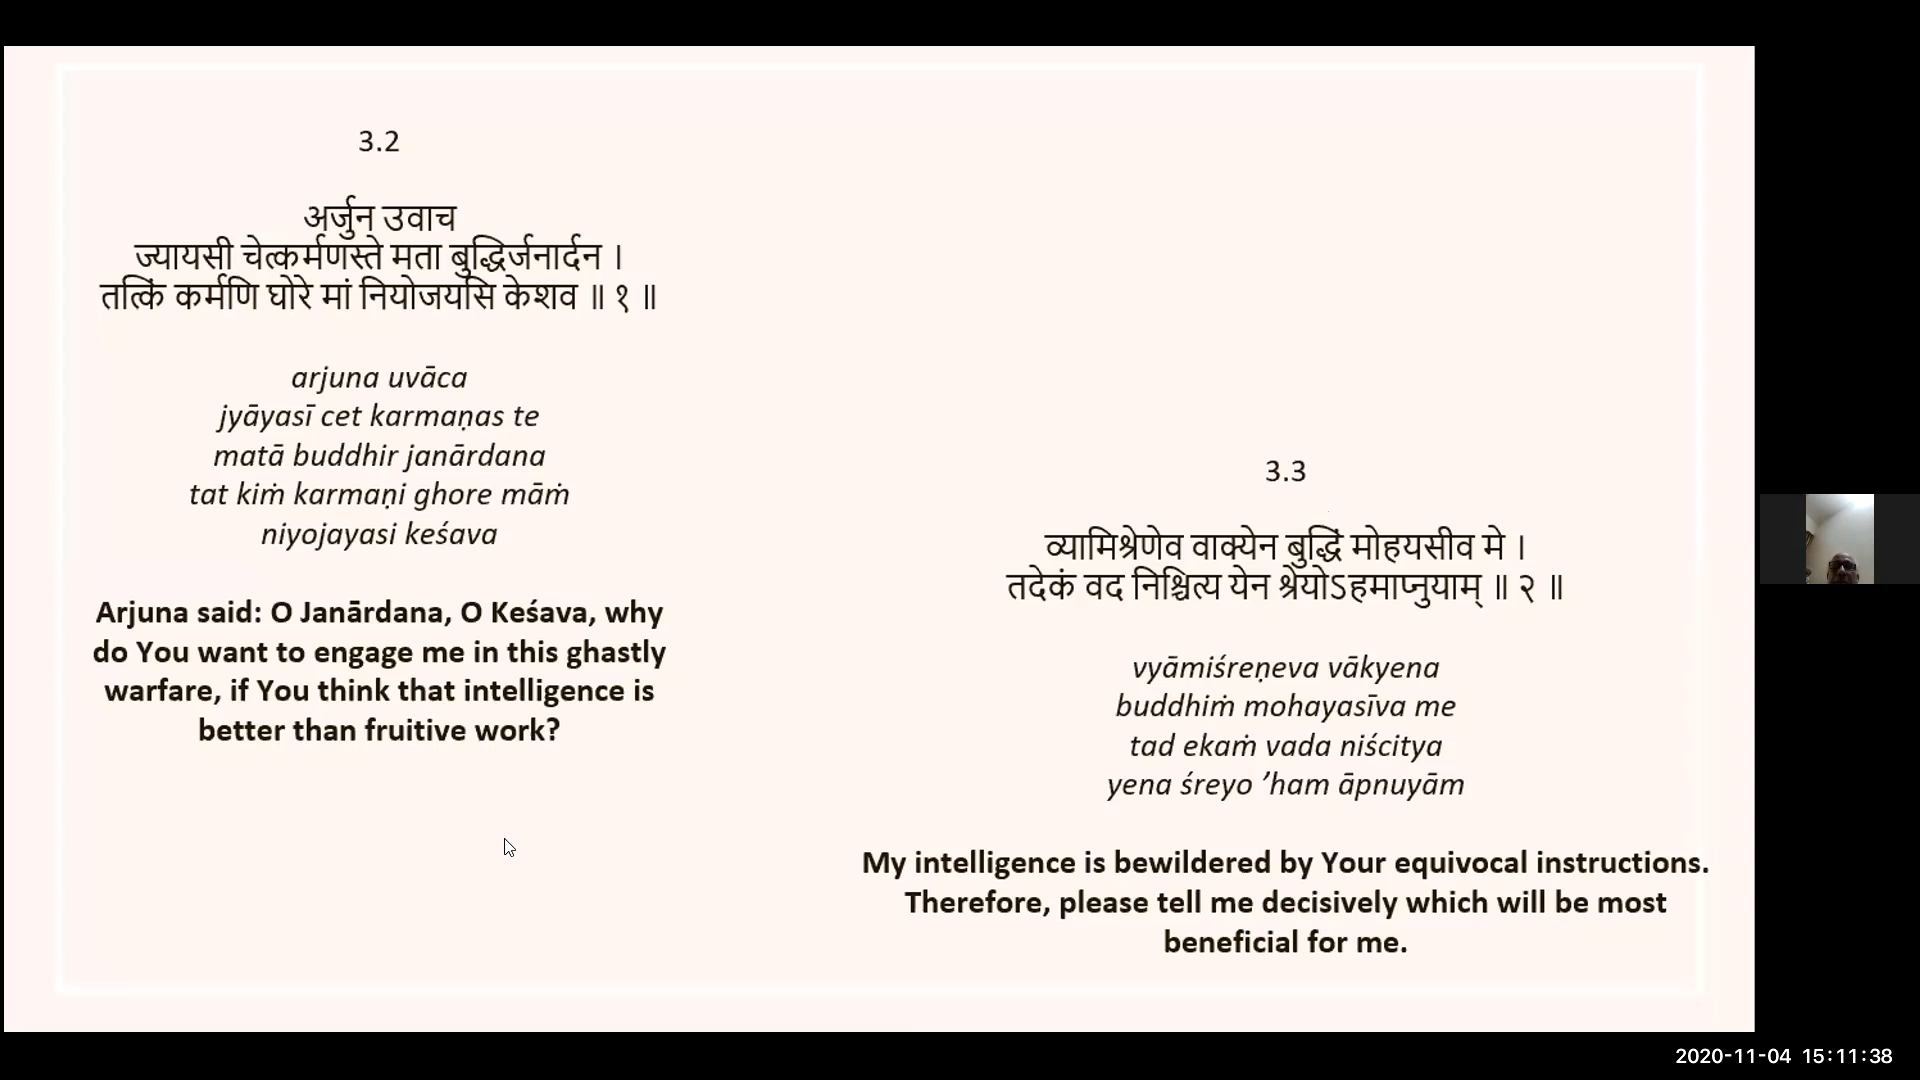 3.2
अर्जुन उवाच
ज्यायसी चेत्कर्मणस्ते मता बुद्धिर्जनार्दन ।
तत्किं कर्मणि घोरे मां नियोजयसि केशव ॥ १ ॥
arjuna uvāca
jyāyasī cet karmaṇas te
matā buddhir janārdana
tat kiṁ karmaṇi ghore māṁ
niyojayasi keśava
Arjuna said: O Janārdana, O Keśava, why
do You want to engage me in this ghastly
warfare, if You think that intelligence is
better than fruitive work?
3.3
व्यामिश्रेणेव वाक्येन बुद्धिं मोहयसीव मे ।
तदेकं वद निश्चित्य येन श्रेयोऽहमाप्नुयाम् ॥ २ ॥
vyāmiśreṇeva vākyena
buddhiṁ mohayasīva me
tad ekaṁ vada niścitya
yena śreyo ’ham āpnuyām
My intelligence is bewildered by Your equivocal instructions.
Therefore, please tell me decisively which will be most
beneficial for me.
2020-11-04 15:11:38